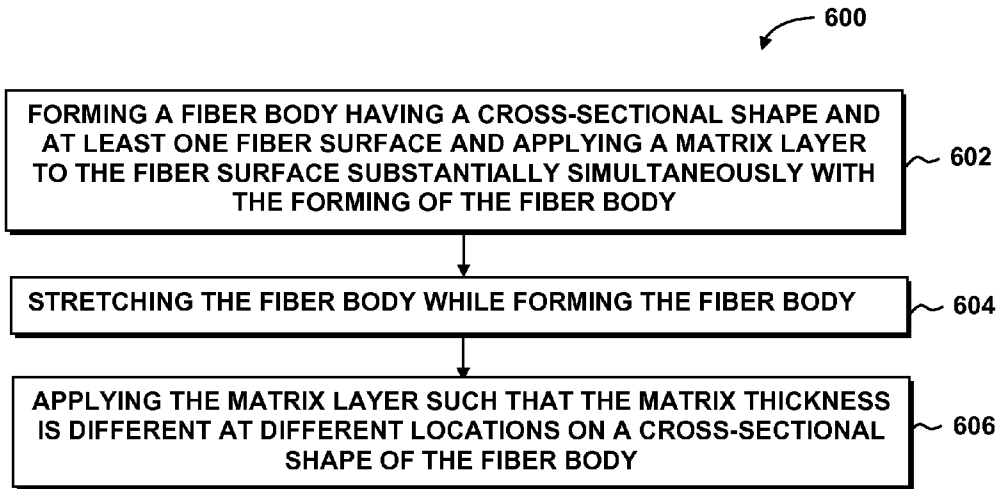 600
FORMING A FIBER BODY HAVING A CROSS-SECTIONAL SHAPE AND
AT LEAST ONE FIBER SURFACE AND APPLYING A MATRIX LAYER
TO THE FIBER SURFACE SUBSTANTIALLY SIMULTANEOUSLY WITH
THE FORMING OF THE FIBER BODY
602
STRETCHING THE FIBER BODY WHILE FORMING THE FIBER BODY
604
APPLYING THE MATRIX LAYER SUCH THAT THE MATRIX THICKNESS
IS DIFFERENT AT DIFFERENT LOCATIONS ON A CROSS-SECTIONAL
SHAPE OF THE FIBER BODY
606